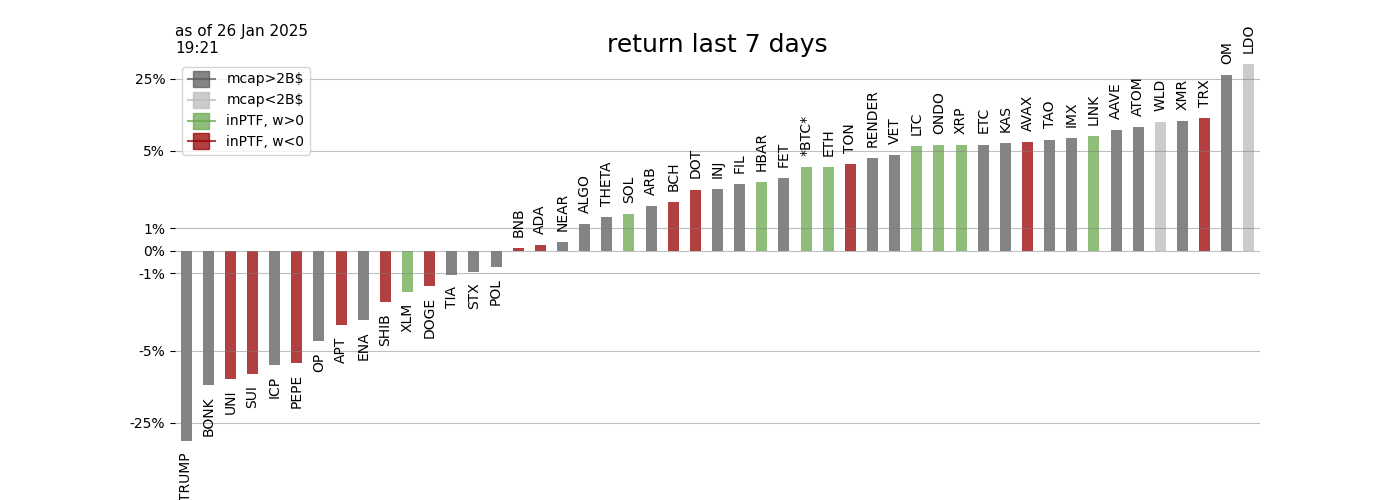 as of 26 Jan 2025
19:21
return last 7 days
mcap>2B$
mcap<2B$
inPTF, w>0
inPTF, w<0
25%
5%
1%
0%
-1%
-5%
-25%
TRUMP
BONK
UNI
SUI
ICP
PEPE
OP
APT
ENA
SHIB
XLM
DOGE
TIA
STX
POL
BNB
ADA
NEAR
ALGO
THETA
SOL
ARB
BCH
DOT
INJ
FIL
HBAR
FET
*BTC*
ETH
TON
RENDER
VET
LTC
ONDO
XRP
ETC
KAS
AVAX
TAO
IMX
LINK
AAVE
ATOM
WLD
XMR
TRX
OM
LDO